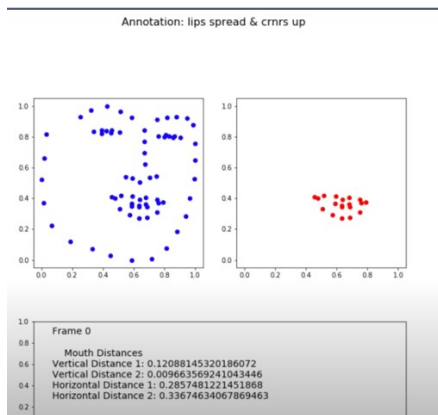 Annotation: lips spread & crnrs up
1.0 1.0
0.8 0.8
0.6 0.6
0.4 0.4
0.2 0.2
0.0 0.0
0.0 0.2 0.4 0.6 0.8 1.0 0.0 0.2 0.4 0.6 0.8 1.0
1.0
Frame 0
0.8
Mouth Distances
0.6
Vertical Distance 1: 0.12088145320186072
Vertical Distance 2: 0.009663569241043446
0.4
Horizontal Distance 1: 0.2857481221451868
Horizontal Distance 2: 0.33674634067869463
0.2